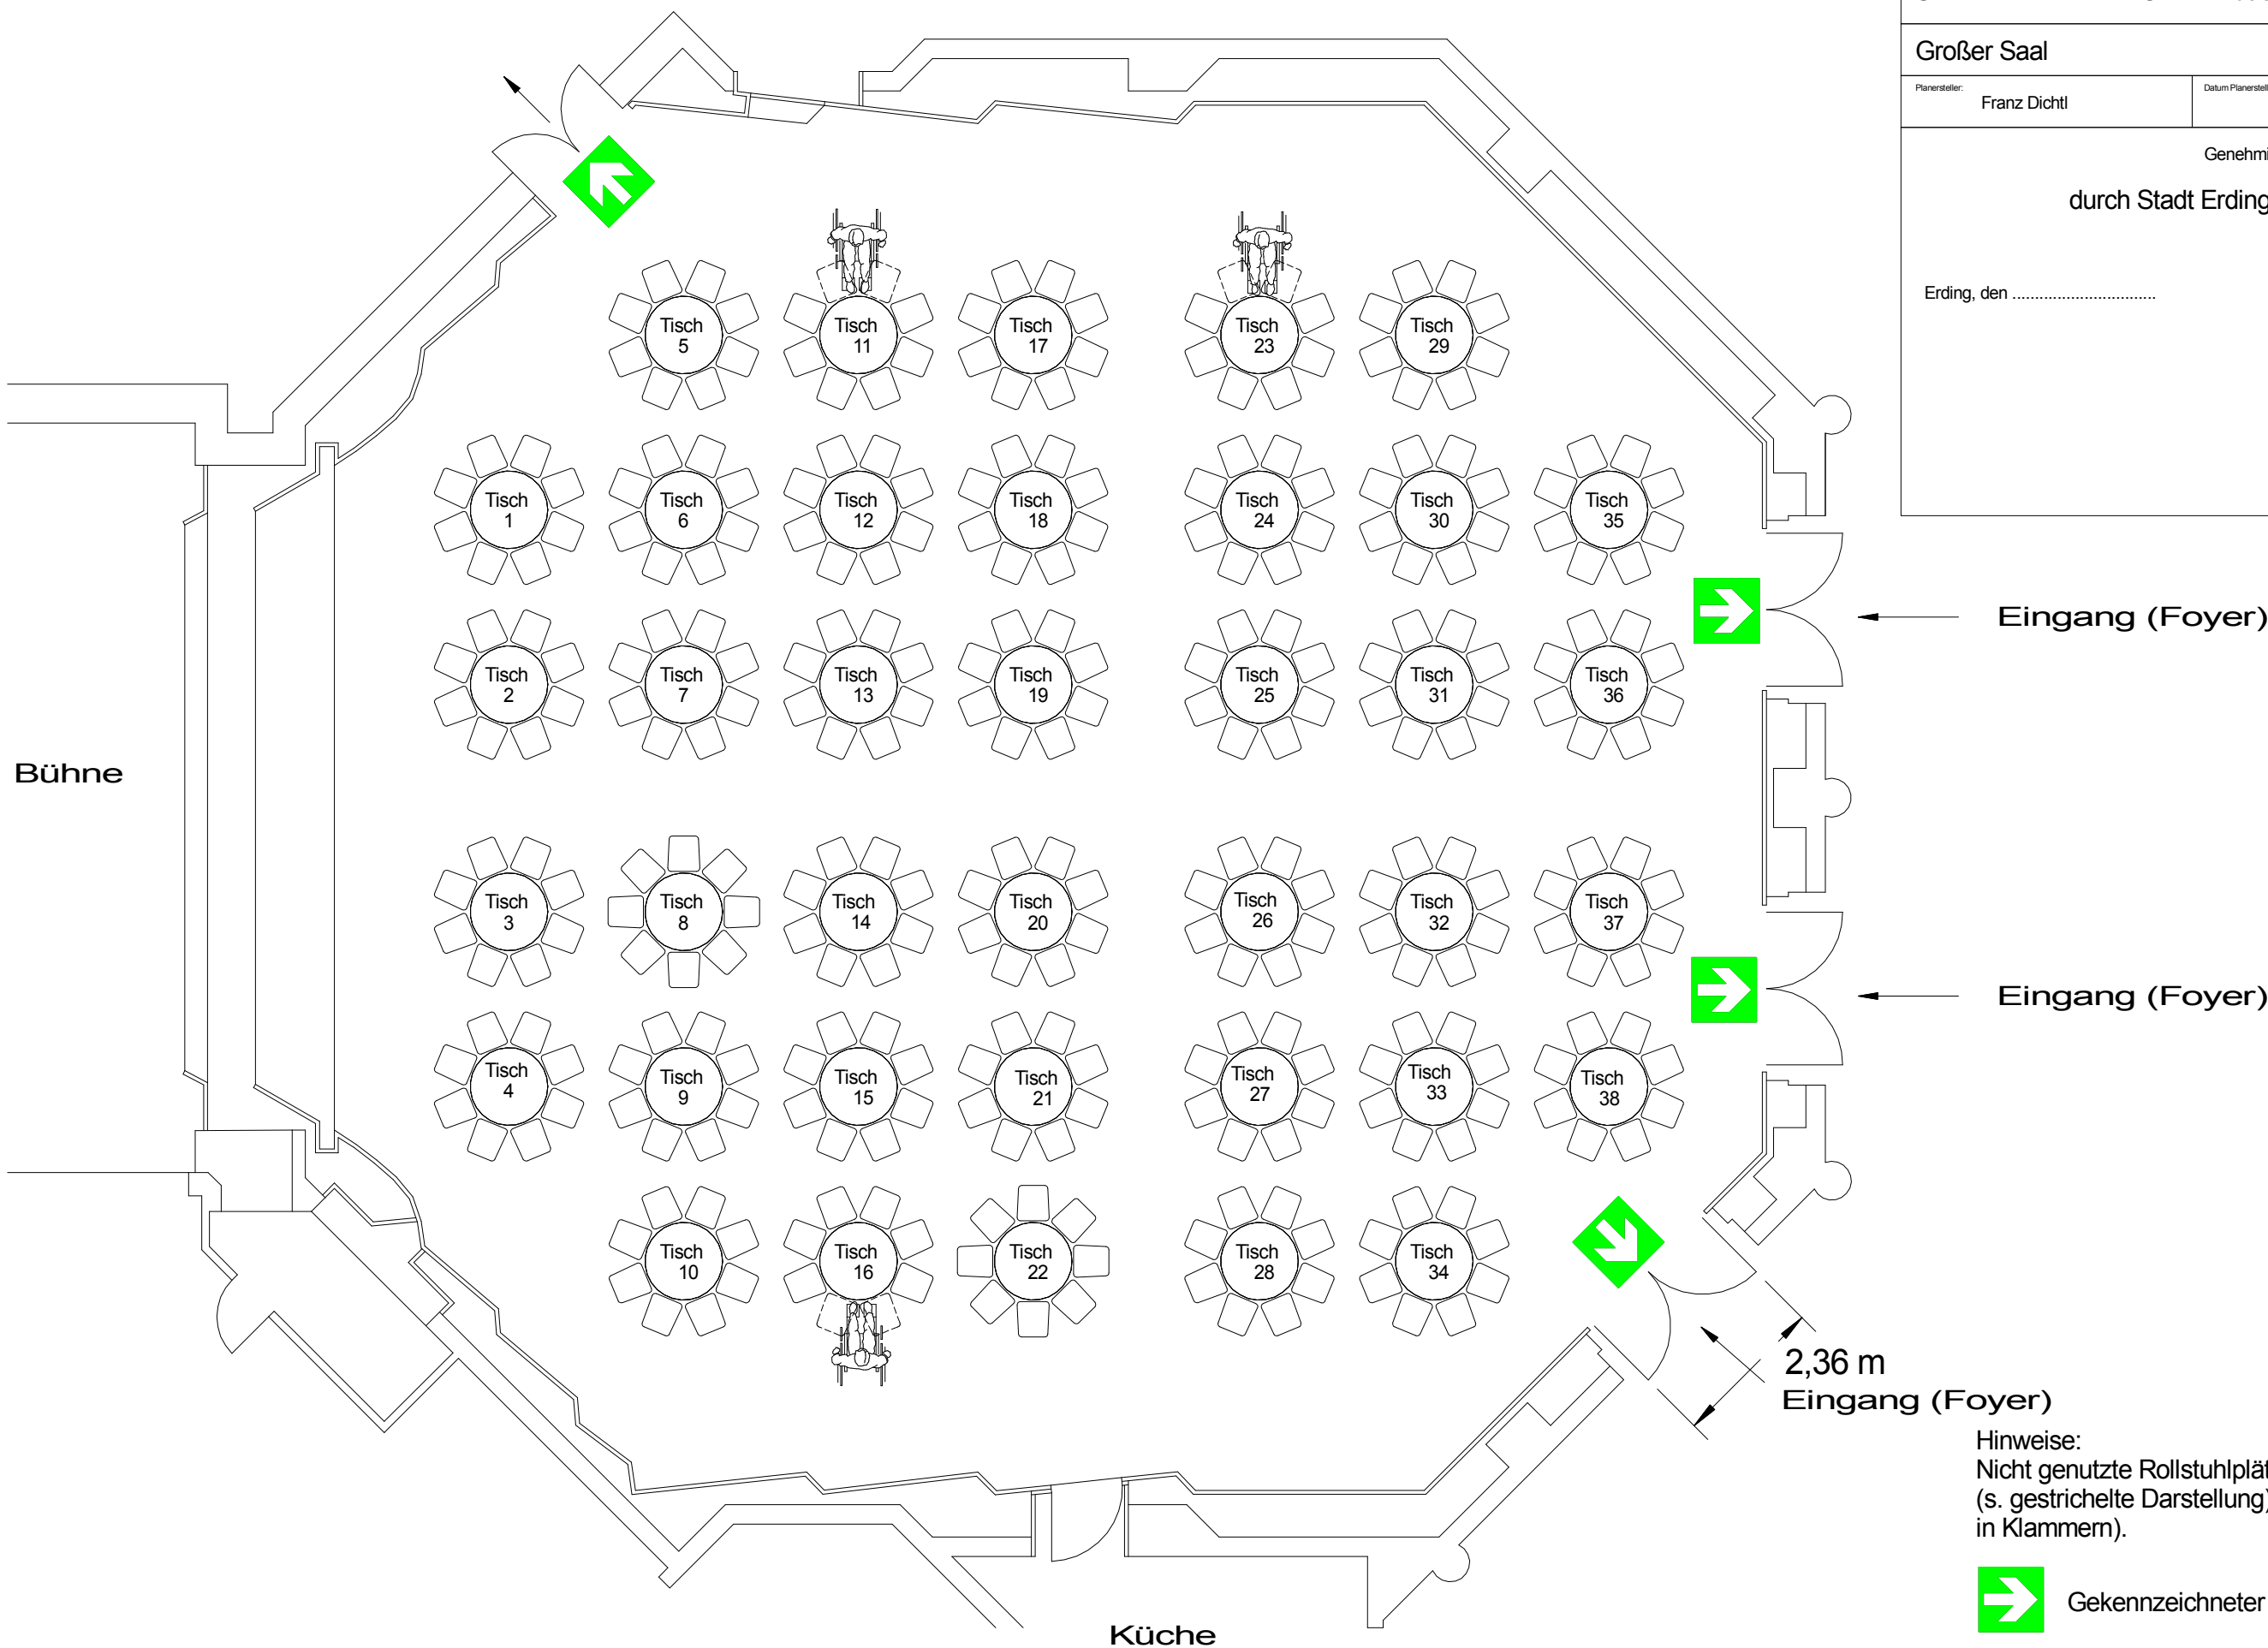 Großer Saal
Planersteller:
Franz Dichtl
durch Stadt Erding
Erding, den ................................
Tisch
5
Tisch
11
Tisch
17
Tisch
23
Tisch
29
Tisch
1
Tisch
6
Tisch
12
Tisch
18
Tisch
24
Tisch
30
Tisch
35
Eingang (Foyer)
Tisch
2
Tisch
7
Tisch
13
Tisch
19
Tisch
25
Tisch
31
Tisch
36
Bühne
Tisch
3
Tisch
8
Tisch
14
Tisch
20
Tisch
26
Tisch
32
Tisch
37
Eingang (Foyer)
Tisch
4
Tisch
9
Tisch
15
Tisch
21
Tisch
27
Tisch
33
Tisch
38
Tisch
10
Tisch
16
Tisch
22
Tisch
28
Tisch
34
2,36 m
Eingang (Foyer)
Hinweise:
Nicht genutzte
(s. gestrichelte Darstellung)
in Klammern).
Gekennzeichneter
Küche